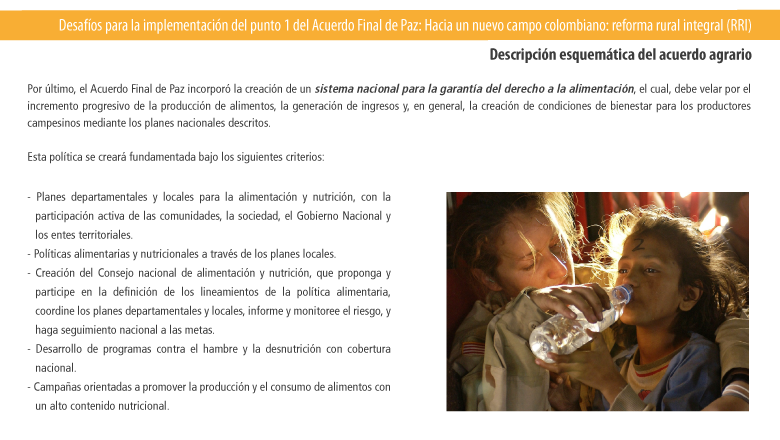 Desafíos para la implementación del punto 1 del Acuerdo Final de Paz: Hacia un nuevo campo colombiano: reforma rural integral (RRI)
Descripción esquemática del acuerdo agrario
Por último, el Acuerdo Final de Paz incorporó la creación de un sistema nacional para la garantía del derecho a la alimentación, el cual, debe velar por el
incremento progresivo de la producción de alimentos, la generación de ingresos y, en general, la creación de condiciones de bienestar para los productores
campesinos mediante los planes nacionales descritos.
Esta política se creará fundamentada bajo los siguientes criterios:
- Planes departamentales y locales para la alimentación y nutrición, con la
participación activa de las comunidades, la sociedad, el Gobierno Nacional y
los entes territoriales.
- Políticas alimentarias y nutricionales a través de los planes locales.
- Creación del Consejo nacional de alimentación y nutrición, que proponga y
participe en la definición de los lineamientos de la política alimentaria,
coordine los planes departamentales y locales, informe y monitoree el riesgo, y
haga seguimiento nacional a las metas.
- Desarrollo de programas contra el hambre y la desnutrición con cobertura
nacional.
- Campañas orientadas a promover la producción y el consumo de alimentos con
un alto contenido nutricional.